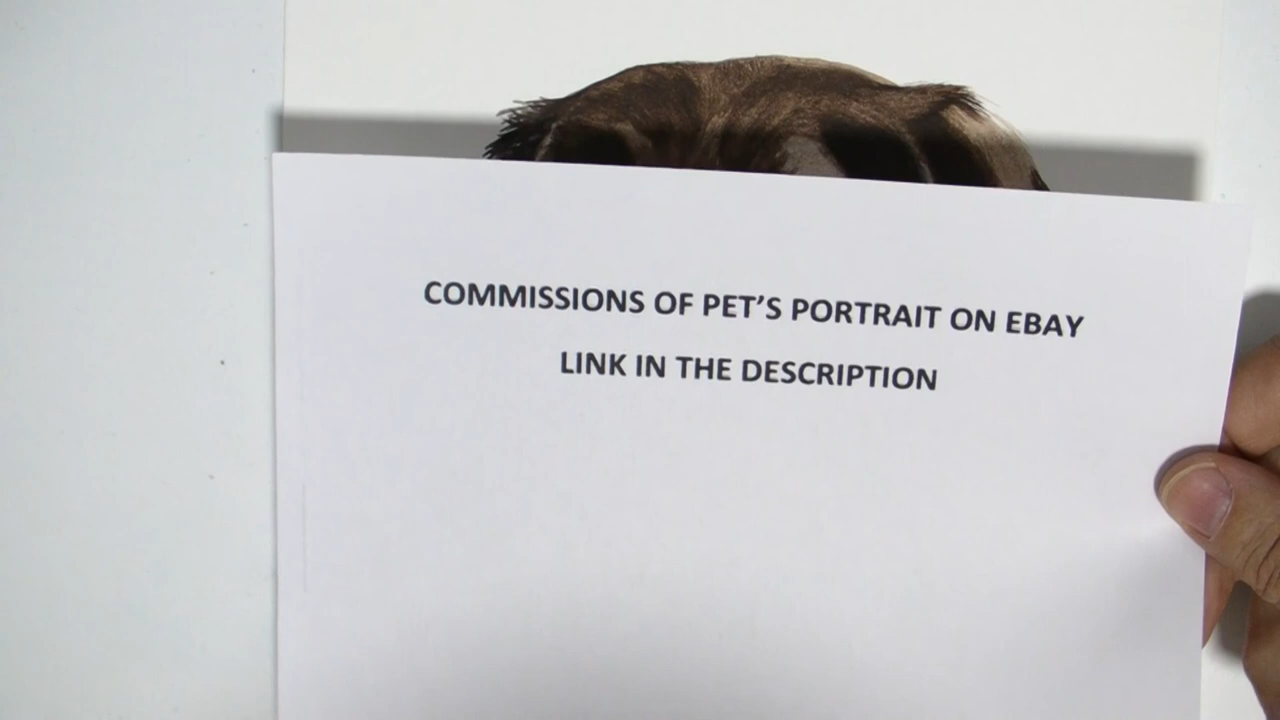 COMMISSIONS OF PET’S PORTRAIT ON EBAY
LINK IN THE DESCRIPTION